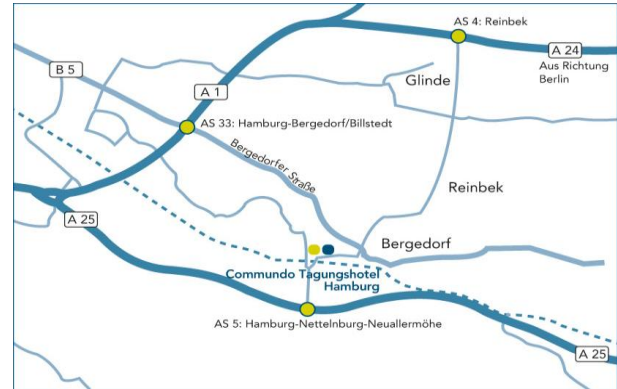 AS 4: Reinbek
A 24
Aus Richtung
Berlin
B 5
Glinde
A 1
AS 33: Hamburg-Bergedorf/Billstedt
Bergedorfer Straße
Reinbek
A 25
Bergedorf
Commundo Tagungshotel
Hamburg
AS 5: Hamburg-Nettelnburg-Neuallermöhe
A 25